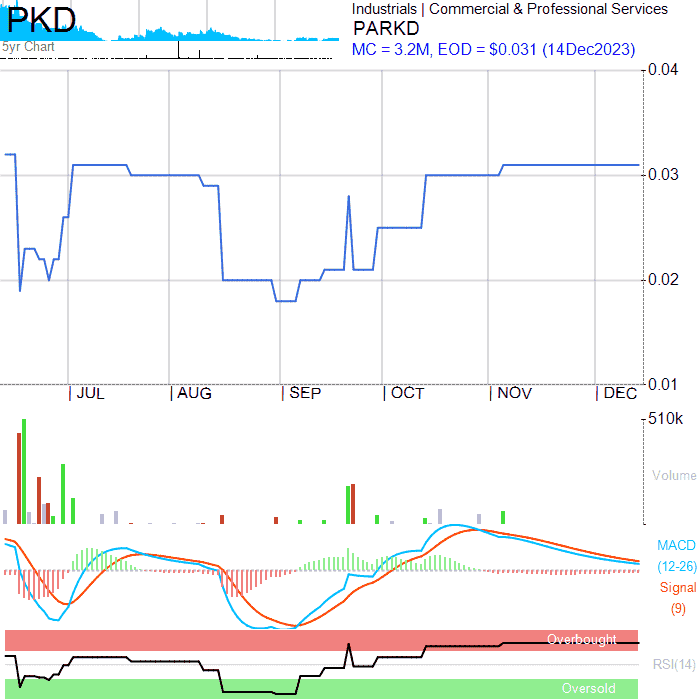 PKD
5yr Chart
Industrials | Commercial & Professional Services
PARKD
MC = 3.2M, EOD = $0.031 (14Dec2023)
0.04
0.03
0.02
0.01
JUL
AUG
SEP
OCT
NOV
DEC
510k
Volume
MACD
(12-26)
Signal
(9)
Overbought
RSI(14)
Oversold